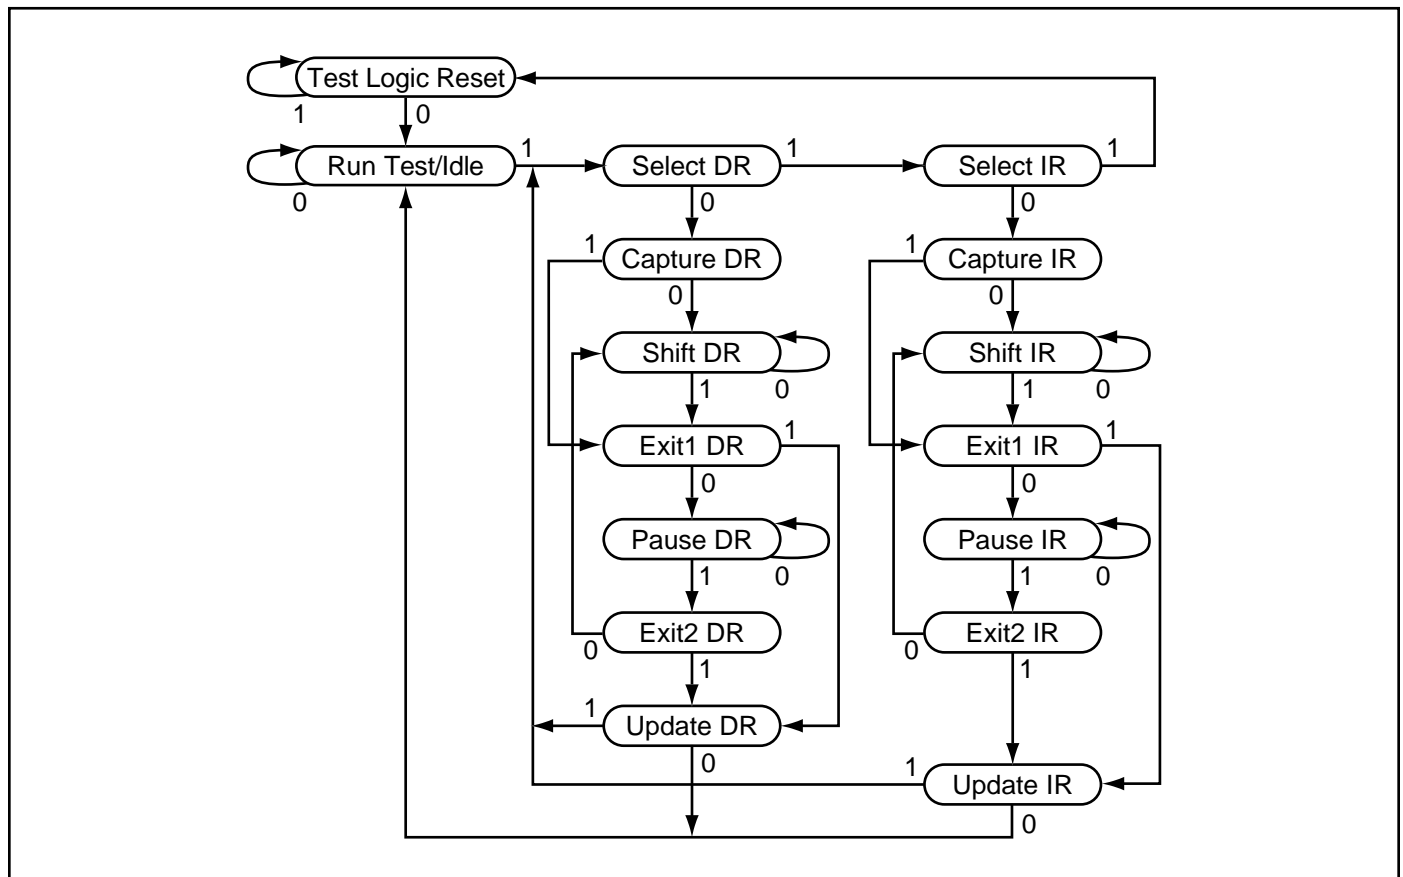 Test Logic Reset
1 0
Run Test/Idle 1 Select DR 1 Select IR 1
0 0 0
1 Capture DR 1 Capture IR
0 0
Shift DR Shift IR
1 0 1 0
Exit1 DR 1 Exit1 IR 1
0 0
Pause DR Pause IR
1 0 1 0
Exit2 DR Exit2 IR
0 1 0 1
1 Update DR
0 1 Update IR
0